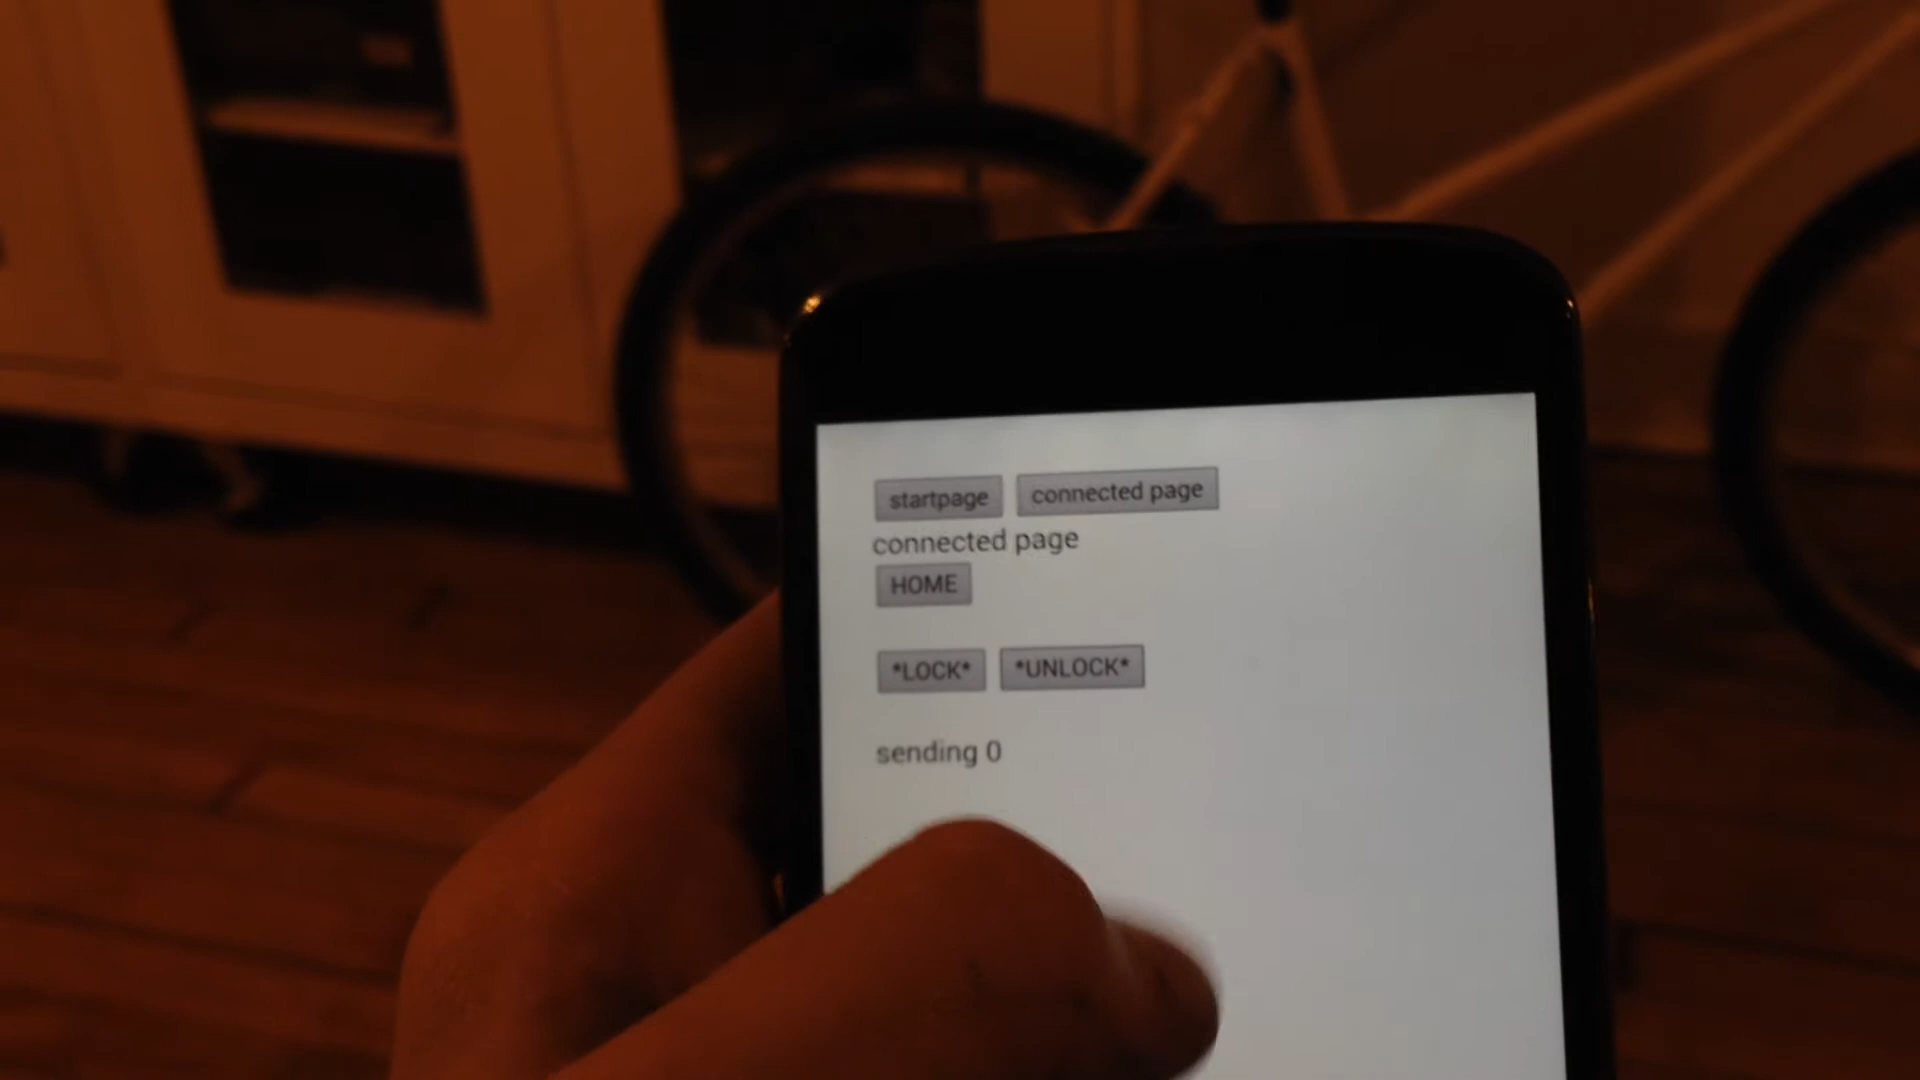 startpage connected page
connected page
HOME
*LOCK* *UNLOCK*
sending 0